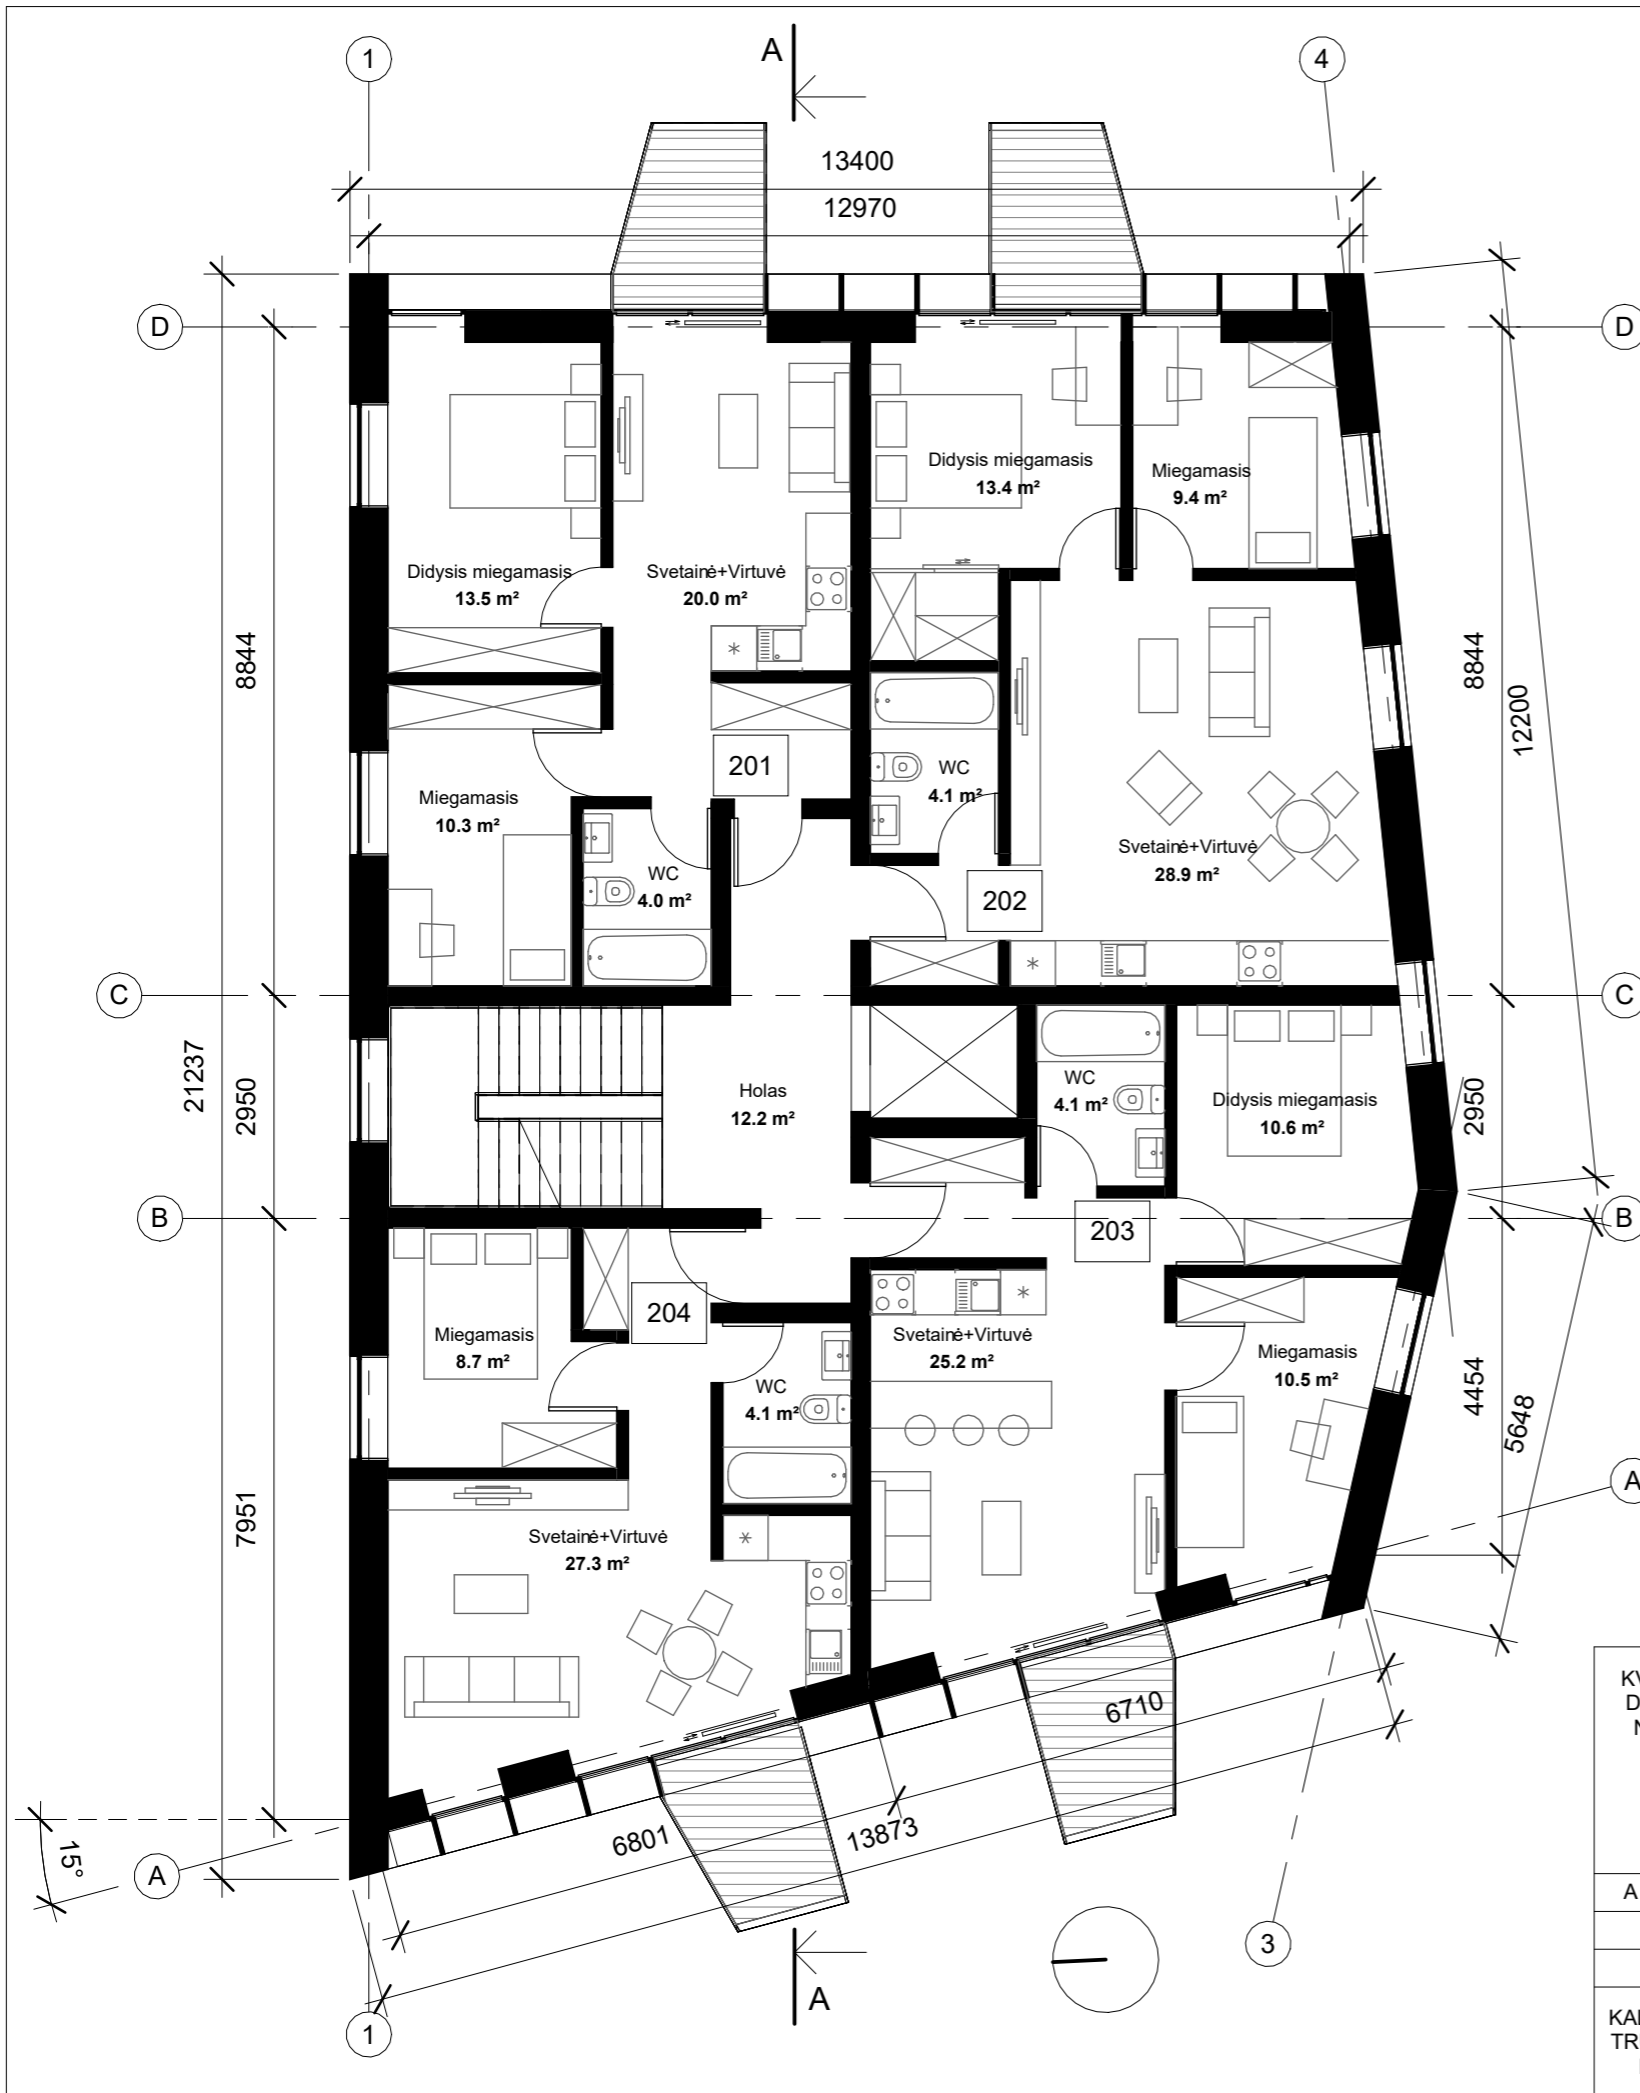 1
A
4
13400
12970
D
D
Didysis miegamasis
13.4 m²
Miegamasis
9.4 m²
Didysis miegamasis
13.5 m²
Svetainė+Virtuvė
20.0 m²
8844
8844
12200
201
WC
4.1 m²
Miegamasis
10.3 m²
Svetainė+Virtuvė
28.9 m²
WC
4.0 m²
202
C
C
21237
2950
Holas
12.2 m²
WC
4.1 m²
Didysis miegamasis
10.6 m²
2950
B
B
203
204
Miegamasis
8.7 m²
Svetainė+Virtuvė
25.2 m²
Miegamasis
10.5 m²
WC
4.1 m²
4454
5648
A
7951
Svetainė+Virtuvė
27.3 m²
6710
6801
13873
15°
A
A
3
1
A